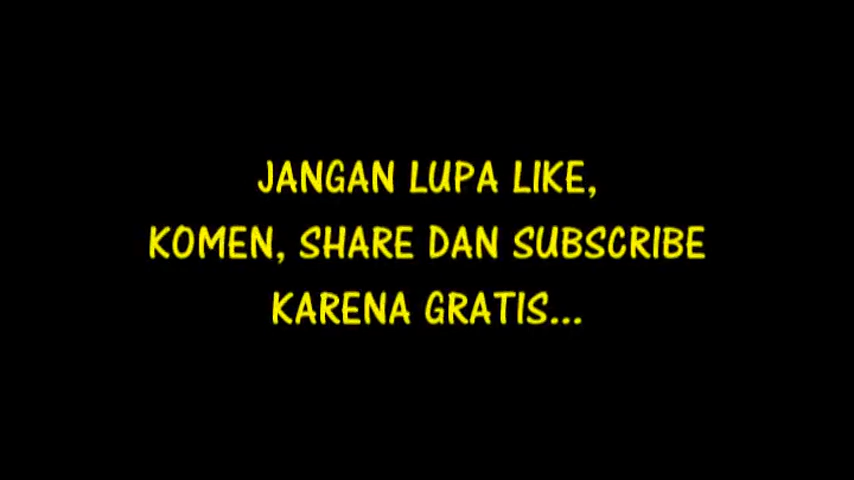 JANGAN LUPA LIKE,
KOMEN, SHARE DAN SUBSCRIBE
KARENA GRATIS...